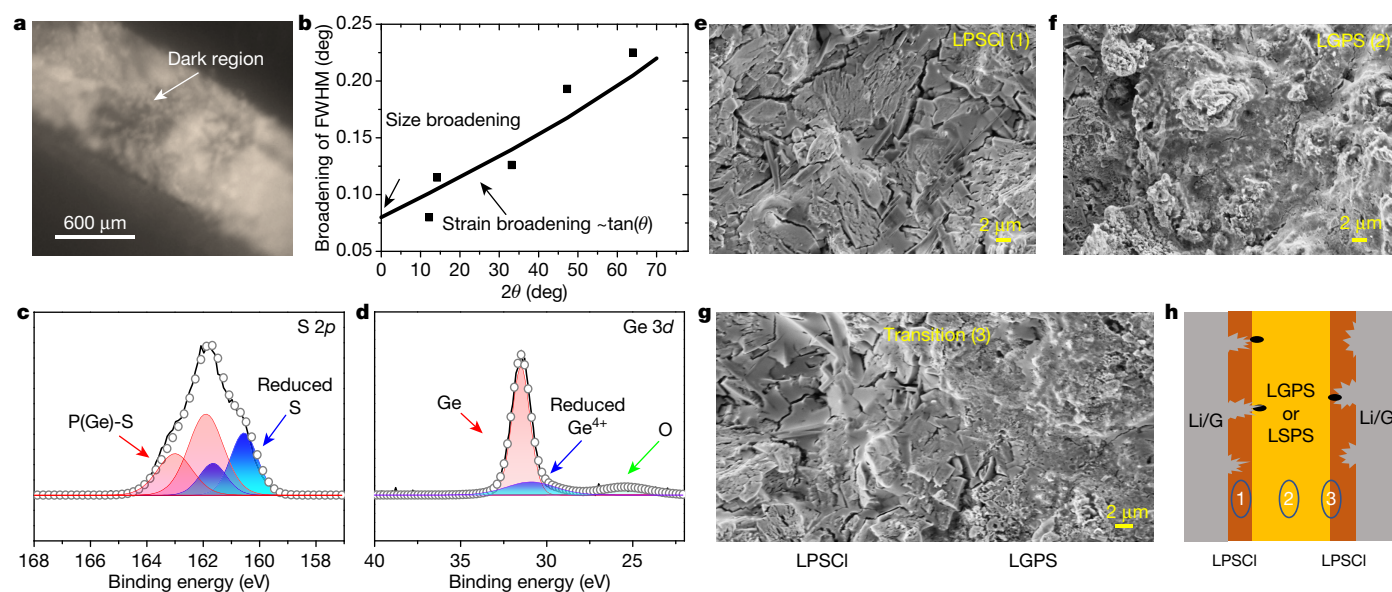 a
Dark region
600 μm
b
Broadening of FWHM (deg)
0.25
0.20
0.15
0.10
0.05
Size broadening
Strain broadening ~tan(θ)
0 10 20 30 40 50 60 70
2θ (deg)
e
LPSCl (1)
2 μm
f
LGPS (2)
2 μm
c
S 2p
P(Ge)-S
Reduced
S
168 166 164 162 160 158
Binding energy (eV)
d
Ge 3d
Ge
Reduced
Ge4+
O
40 35 30 25
Binding energy (eV)
g
Transition (3)
2 μm
LPSCl LGPS
h
Li/G
LGPS
or
LSPS
Li/G
1 2 3
LPSCl LPSCl